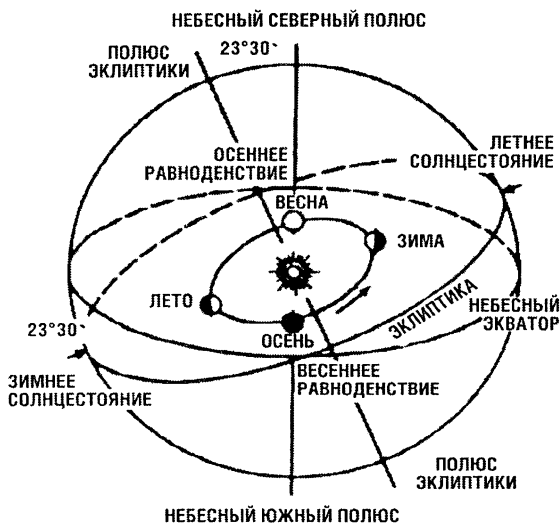 НЕБЕСНЫЙ СЕВЕРНЫЙ ПОЛЮС
ПОЛЮС
ЭКЛИПТИКИ
23°30`
ОСЕННЕЕ
РАВНОДЕНСТВИЕ
ЛЕТНЕЕ
СОЛНЦЕСТОЯНИЕ
ВЕСНА
ЗИМА
ЛЕТО
ОСЕНЬ
ЭКЛИПТИКА
НЕБЕСНЫЙ
ЭКВАТОР
23°30`
ЗИМНЕЕ
СОЛНЦЕСТОЯНИЕ
ВЕСЕННЕЕ
РАВНОДЕНСТВИЕ
ПОЛЮС
ЭКЛИПТИКИ
НЕБЕСНЫЙ ЮЖНЫЙ ПОЛЮС